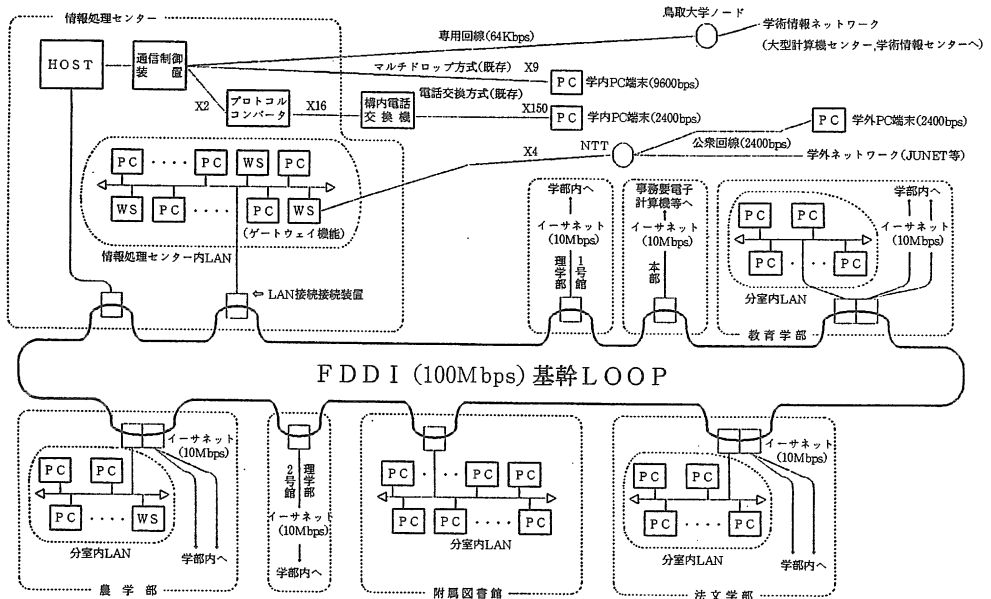 情報処理センター
HOST
通信制御
装置
専用回線(64Kbps)
鳥取大学ノード
学術情報ネットワーク
(大型計算機センター,学術情報センターへ)
マルチドロップ方式(既存)
X9
PC
学内PC端末(9600bps)
X2
プロトコル
コンバータ
X16
構内電話
交換機
電話交換方式(既存)
X150
PC
学内PC端末(2400bps)
X4
NTT
公衆回線(2400bps)
PC
学外PC端末(2400bps)
学外ネットワーク(JUNET等)
PC ···· PC WS PC
WS PC ···· PC WS
(ゲートウェイ機能)
情報処理センター内LAN
⇦LAN接続接続装置
学部内へ
イーサネット
(10Mbps)
理学部
1号館
事務要電子
計算機等へ
イーサネット
(10Mbps)
本部
学部内へ
イーサネット
(10Mbps)
PC PC
PC ·· PC
分室内LAN
教育学部
FDDI(100Mbps)基幹LOOP
イーサネット
(10Mbps)
PC PC
PC ···· WS
分室内LAN
学部内へ
農学部
理学部
2号館
イーサネット
(10Mbps)
学部内へ
PC ···· PC PC PC
PC PC ···· PC
分室内LAN
附属図書館
イーサネット
(10Mbps)
PC PC
PC ···· PC
分室内LAN
学部内へ
法文学部